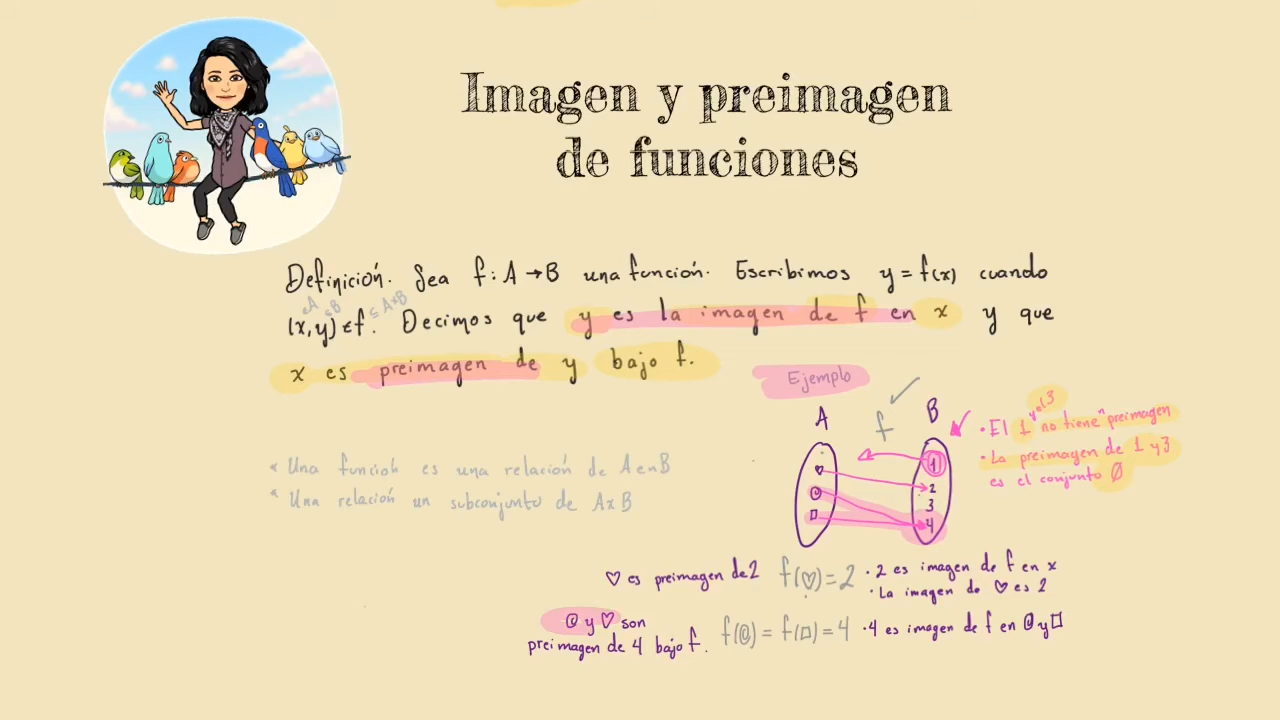 Imagen y preimagen
de funciones
Definición. Sea f: A → B una función. Escribimos y = f(x) cuando
∈A ∈B ⊆ A×B
(x,y) ∈ f. Decimos que y es la imagen de f en x y que
x es preimagen de y bajo f.
Ejemplo
A f B
y el 3
• El 1 "no tiene" preimagen
• La preimagen de 1 y 3
es el conjunto ∅
1
2
3
4
♡
@
□
* Una función es una relación de A en B
* Una relación un subconjunto de A×B
♡ es preimagen de 2 f(♡) = 2 • 2 es imagen de f en x
• La imagen de ♡ es 2
@ y ♡ son
preimagen de 4 bajo f. f(@) = f(□) = 4 • 4 es imagen de f en @ y □